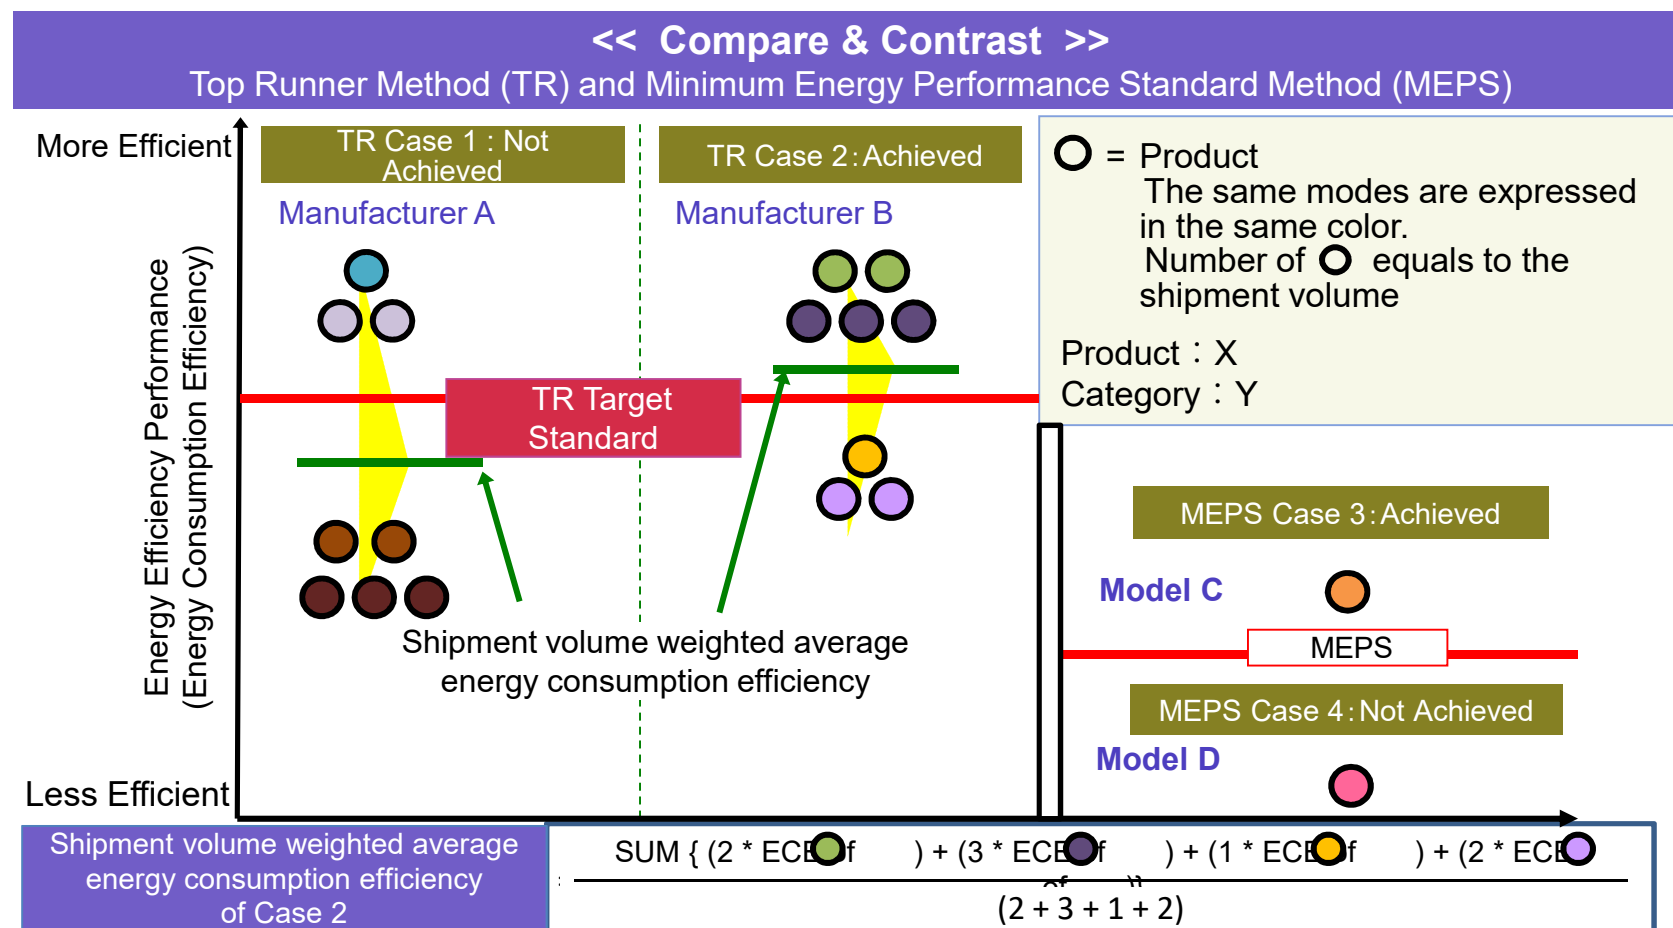 << Compare & Contrast >>
Top Runner Method (TR) and Minimum Energy Performance Standard Method (MEPS)
More Efficient
TR Case 1 : Not
Achieved
TR Case 2：Achieved
Manufacturer A
Manufacturer B
= Product
The same modes are expressed
in the same color.
Number of equals to the
shipment volume
Product：X
Category：Y
Energy Efficiency Performance
(Energy Consumption Efficiency)
TR Target
Standard
MEPS Case 3：Achieved
Model C
MEPS
MEPS Case 4：Not Achieved
Model D
Shipment volume weighted average
energy consumption efficiency
Less Efficient
Shipment volume weighted average
energy consumption efficiency
of Case 2
SUM { (2 * ECE of ) + (3 * ECE of ) + (1 * ECE of ) + (2 * ECE
of )}
(2 + 3 + 1 + 2)